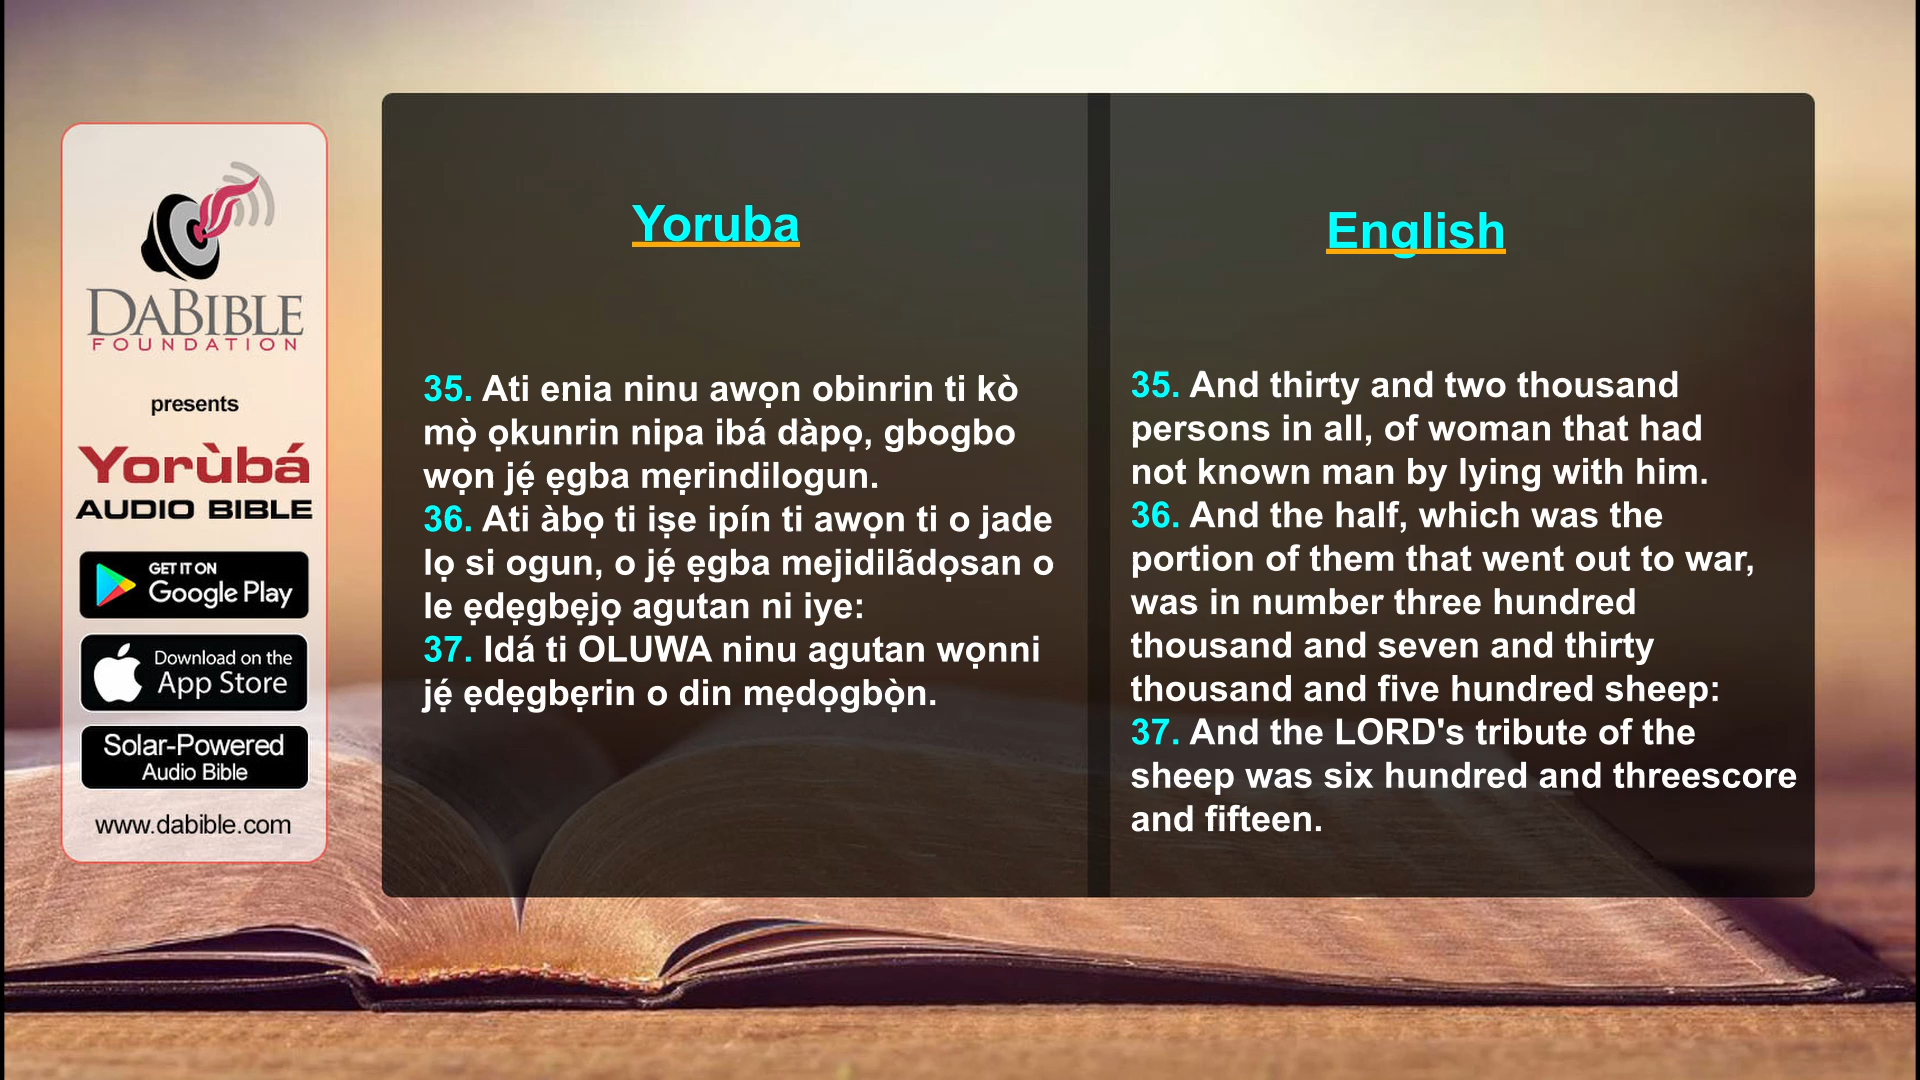 DABIBLE
FOUNDATION
presents
Yorùbá
AUDIO BIBLE
GET IT ON
Google Play
Download on the
App Store
Solar-Powered
Audio Bible
www.dabible.com
Yoruba
35. Ati enia ninu awọn obinrin ti kò
mọ̀ ọkunrin nipa ibá dàpọ, gbogbo
wọn jẹ́ ẹgba mẹrindilogun.
36. Ati àbọ ti iṣe ipín ti awọn ti o jade
lọ si ogun, o jẹ́ ẹgba mejidilãdọsan o
le ẹdẹgbẹjọ agutan ni iye:
37. Idá ti OLUWA ninu agutan wọnni
jẹ́ ẹdẹgbẹrin o din mẹdọgbọ̀n.
English
35. And thirty and two thousand
persons in all, of woman that had
not known man by lying with him.
36. And the half, which was the
portion of them that went out to war,
was in number three hundred
thousand and seven and thirty
thousand and five hundred sheep:
37. And the LORD's tribute of the
sheep was six hundred and threescore
and fifteen.